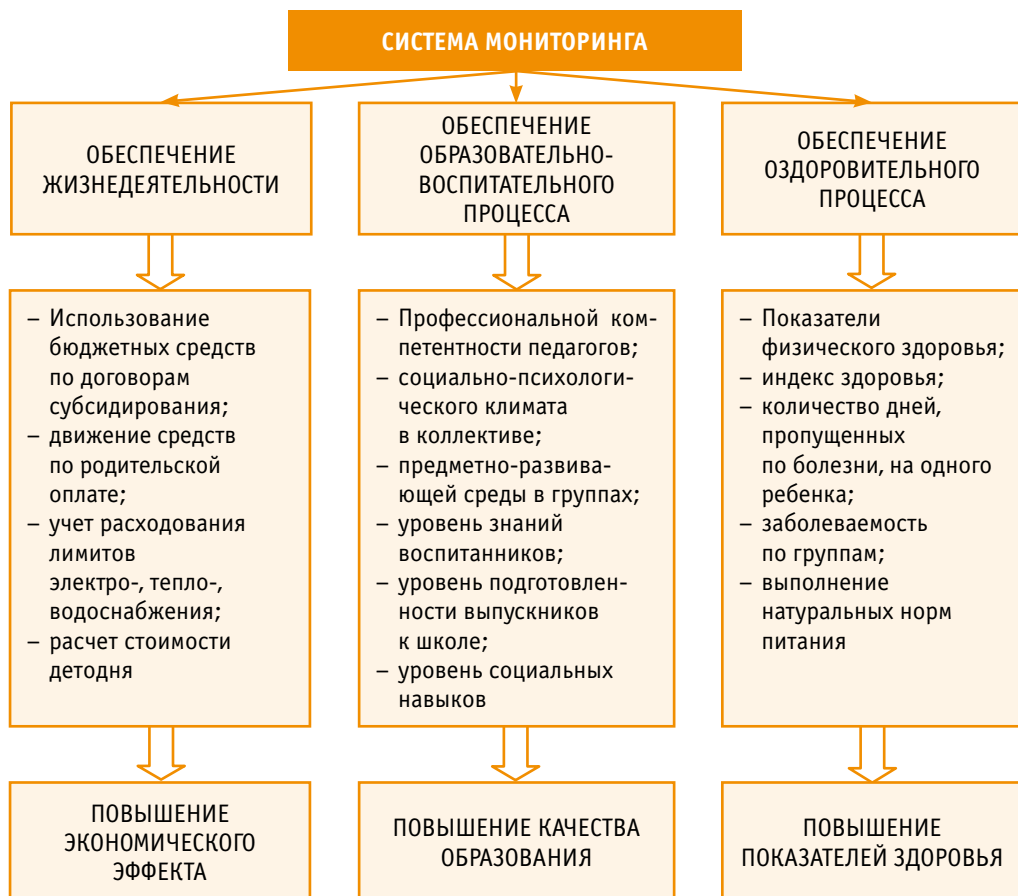 СИСТЕМА МОНИТОРИНГА
ОБЕСПЕЧЕНИЕ
ЖИЗНЕДЕЯТЕЛЬНОСТИ
ОБЕСПЕЧЕНИЕ
ОБРАЗОВАТЕЛЬНО-
ВОСПИТАТЕЛЬНОГО
ПРОЦЕССА
ОБЕСПЕЧЕНИЕ
ОЗДОРОВИТЕЛЬНОГО
ПРОЦЕССА
– Использование
бюджетных средств
по договорам
субсидирования;
– движение средств
по родительской
оплате;
– учет расходования
лимитов
электро-, тепло-,
водоснабжения;
– расчет стоимости
детодня
– Профессиональной ком-
петентности педагогов;
– социально-психологи-
ческого климата
в коллективе;
– предметно-развива-
ющей среды в группах;
– уровень знаний
воспитанников;
– уровень подготовлен-
ности выпускников
к школе;
– уровень социальных
навыков
– Показатели
физического здоровья;
– индекс здоровья;
– количество дней,
пропущенных
по болезни, на одного
ребенка;
– заболеваемость
по группам;
– выполнение
натуральных норм
питания
ПОВЫШЕНИЕ
ЭКОНОМИЧЕСКОГО
ЭФФЕКТА
ПОВЫШЕНИЕ КАЧЕСТВА
ОБРАЗОВАНИЯ
ПОВЫШЕНИЕ
ПОКАЗАТЕЛЕЙ ЗДОРОВЬЯ